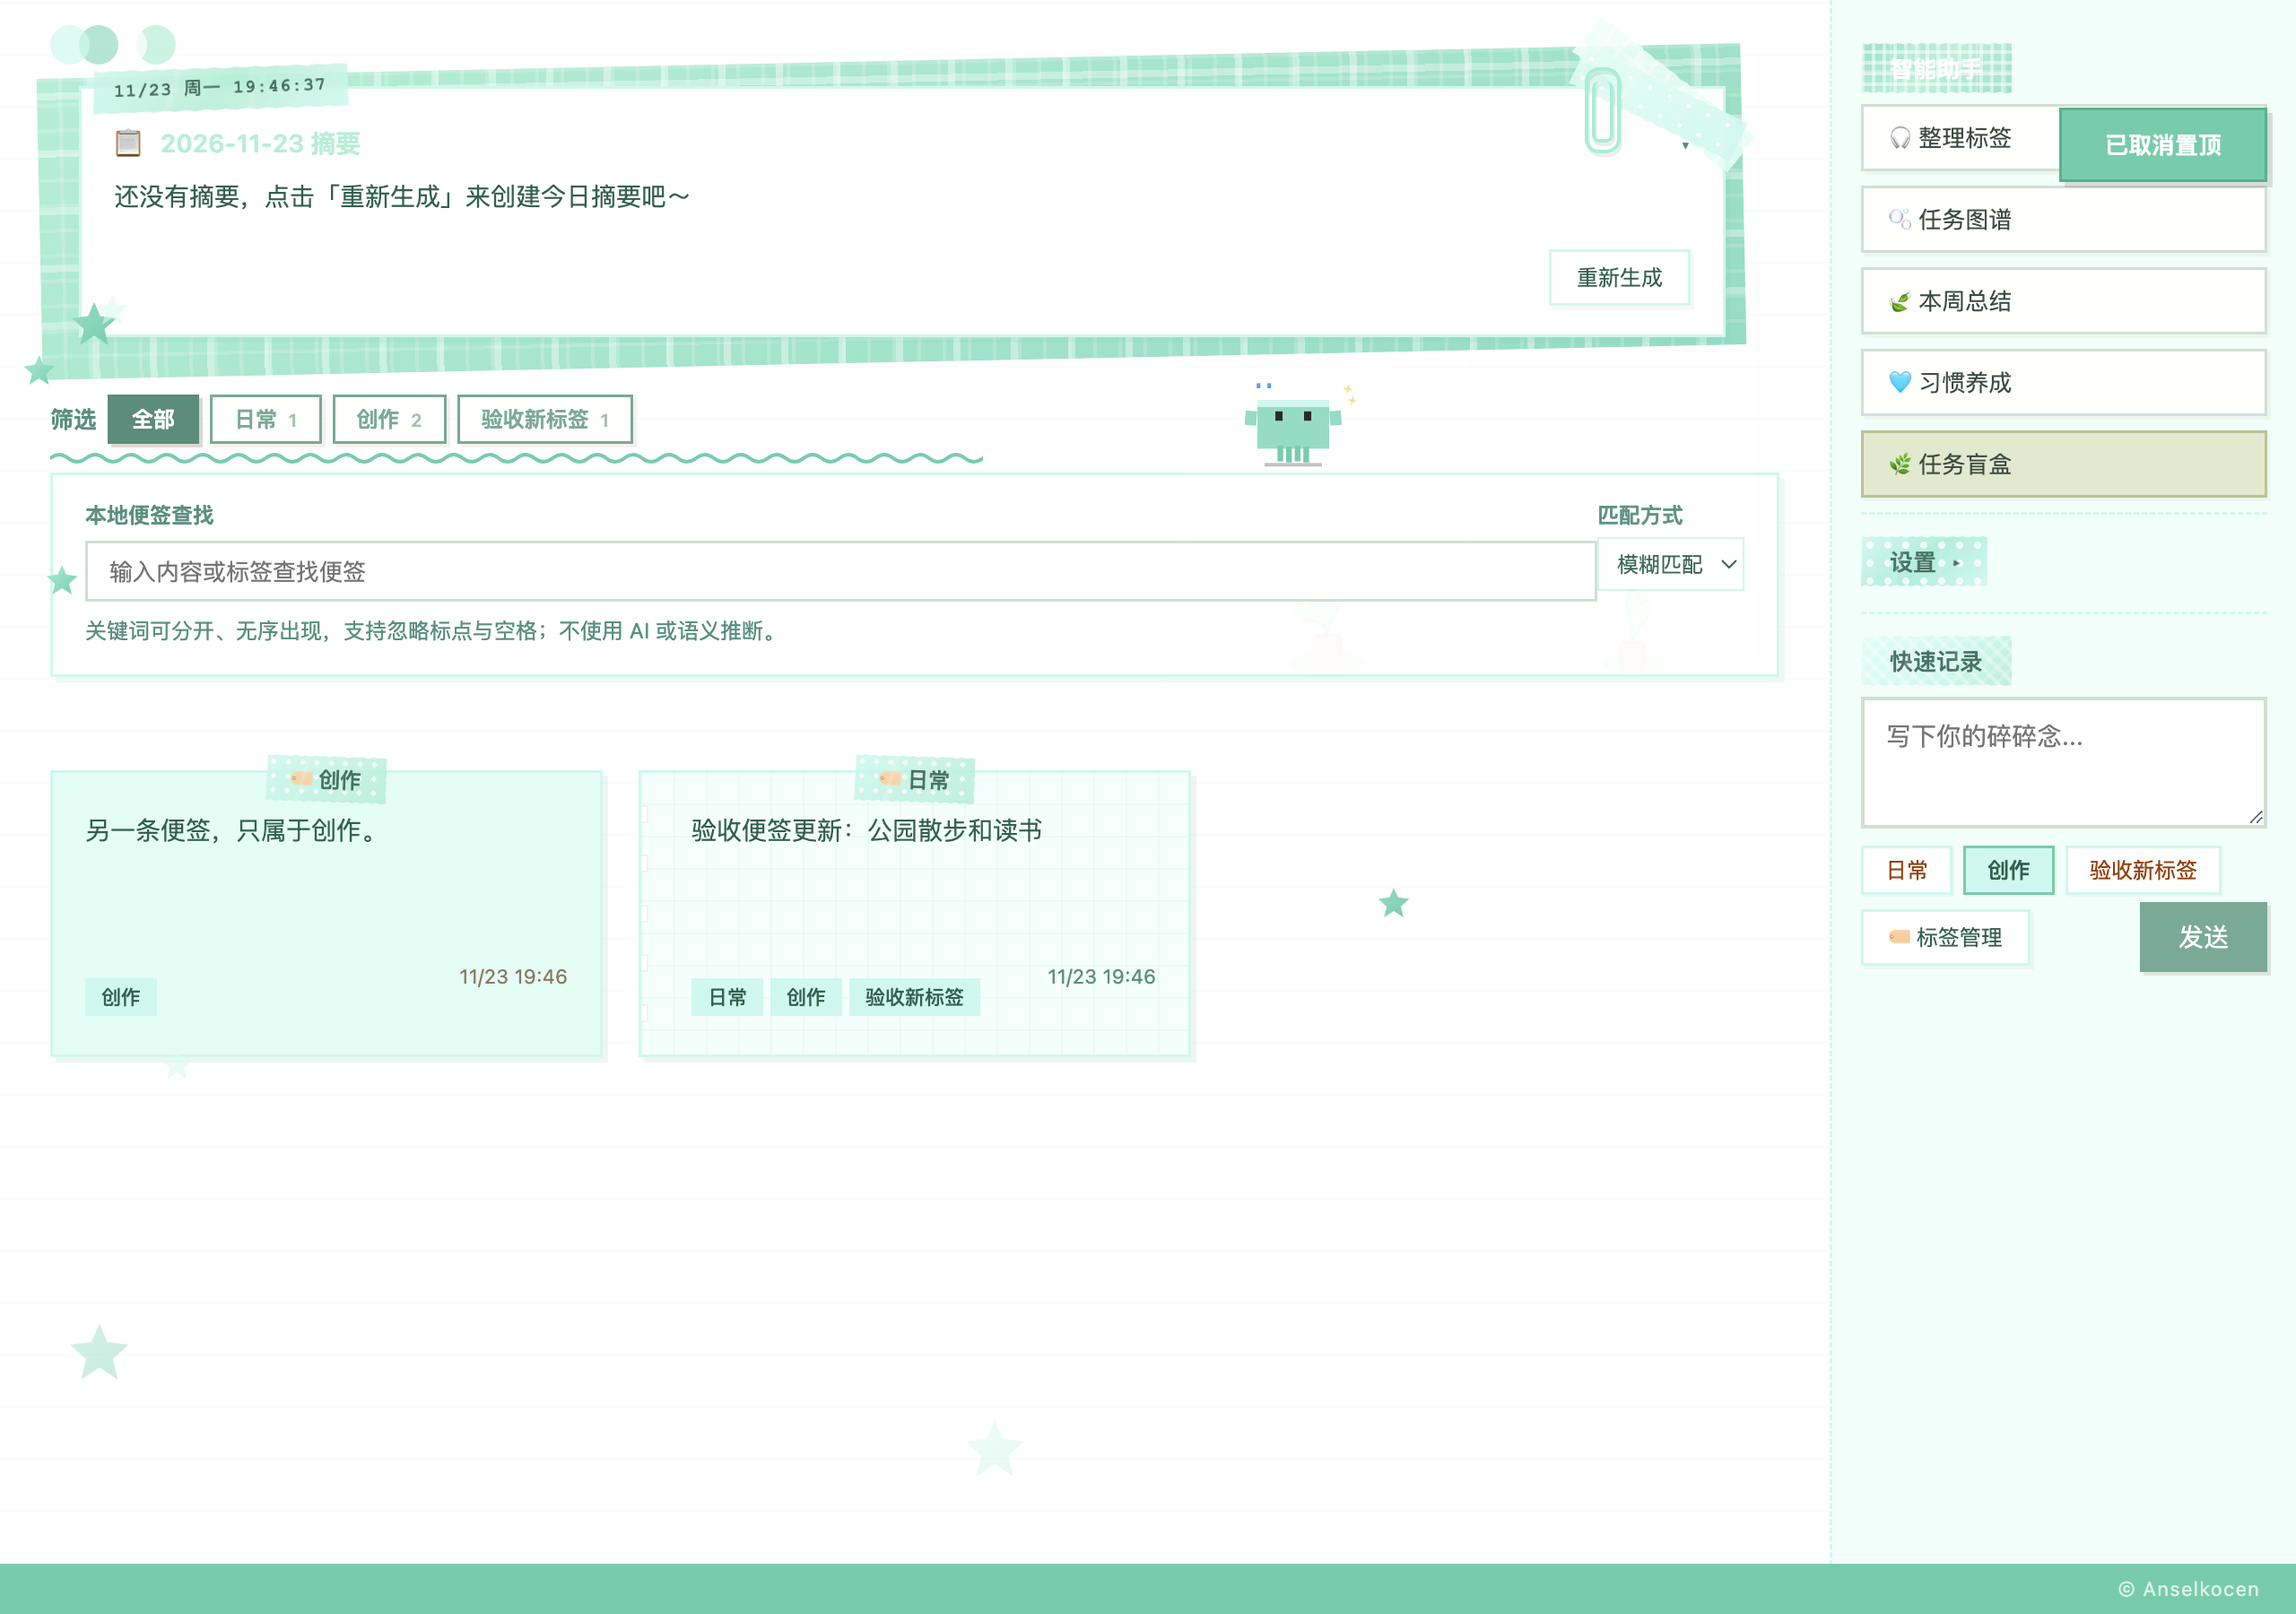 11/23 周一 19:46:37
2026-11-23 摘要
还没有摘要，点击「重新生成」来创建今日摘要吧～
重新生成
筛选 全部 日常 1 创作 2 验收新标签 1
本地便签查找
匹配方式
输入内容或标签查找便签
模糊匹配
关键词可分开、无序出现，支持忽略标点与空格；不使用 AI 或语义推断。
创作
另一条便签，只属于创作。
11/23 19:46
创作
日常
验收便签更新：公园散步和读书
11/23 19:46
日常 创作 验收新标签
智能助手
整理标签
已取消置顶
任务图谱
本周总结
习惯养成
任务盲盒
设置
快速记录
写下你的碎碎念...
日常 创作 验收新标签
标签管理
发送
© Anselkocen